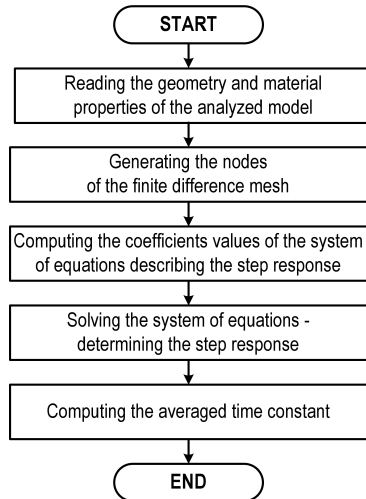 START
Reading the geometry and material
properties of the analyzed model
Generating the nodes
of the finite difference mesh
Computing the coefficients values of the system
of equations describing the step response
Solving the system of equations -
determining the step response
Computing the averaged time constant
END